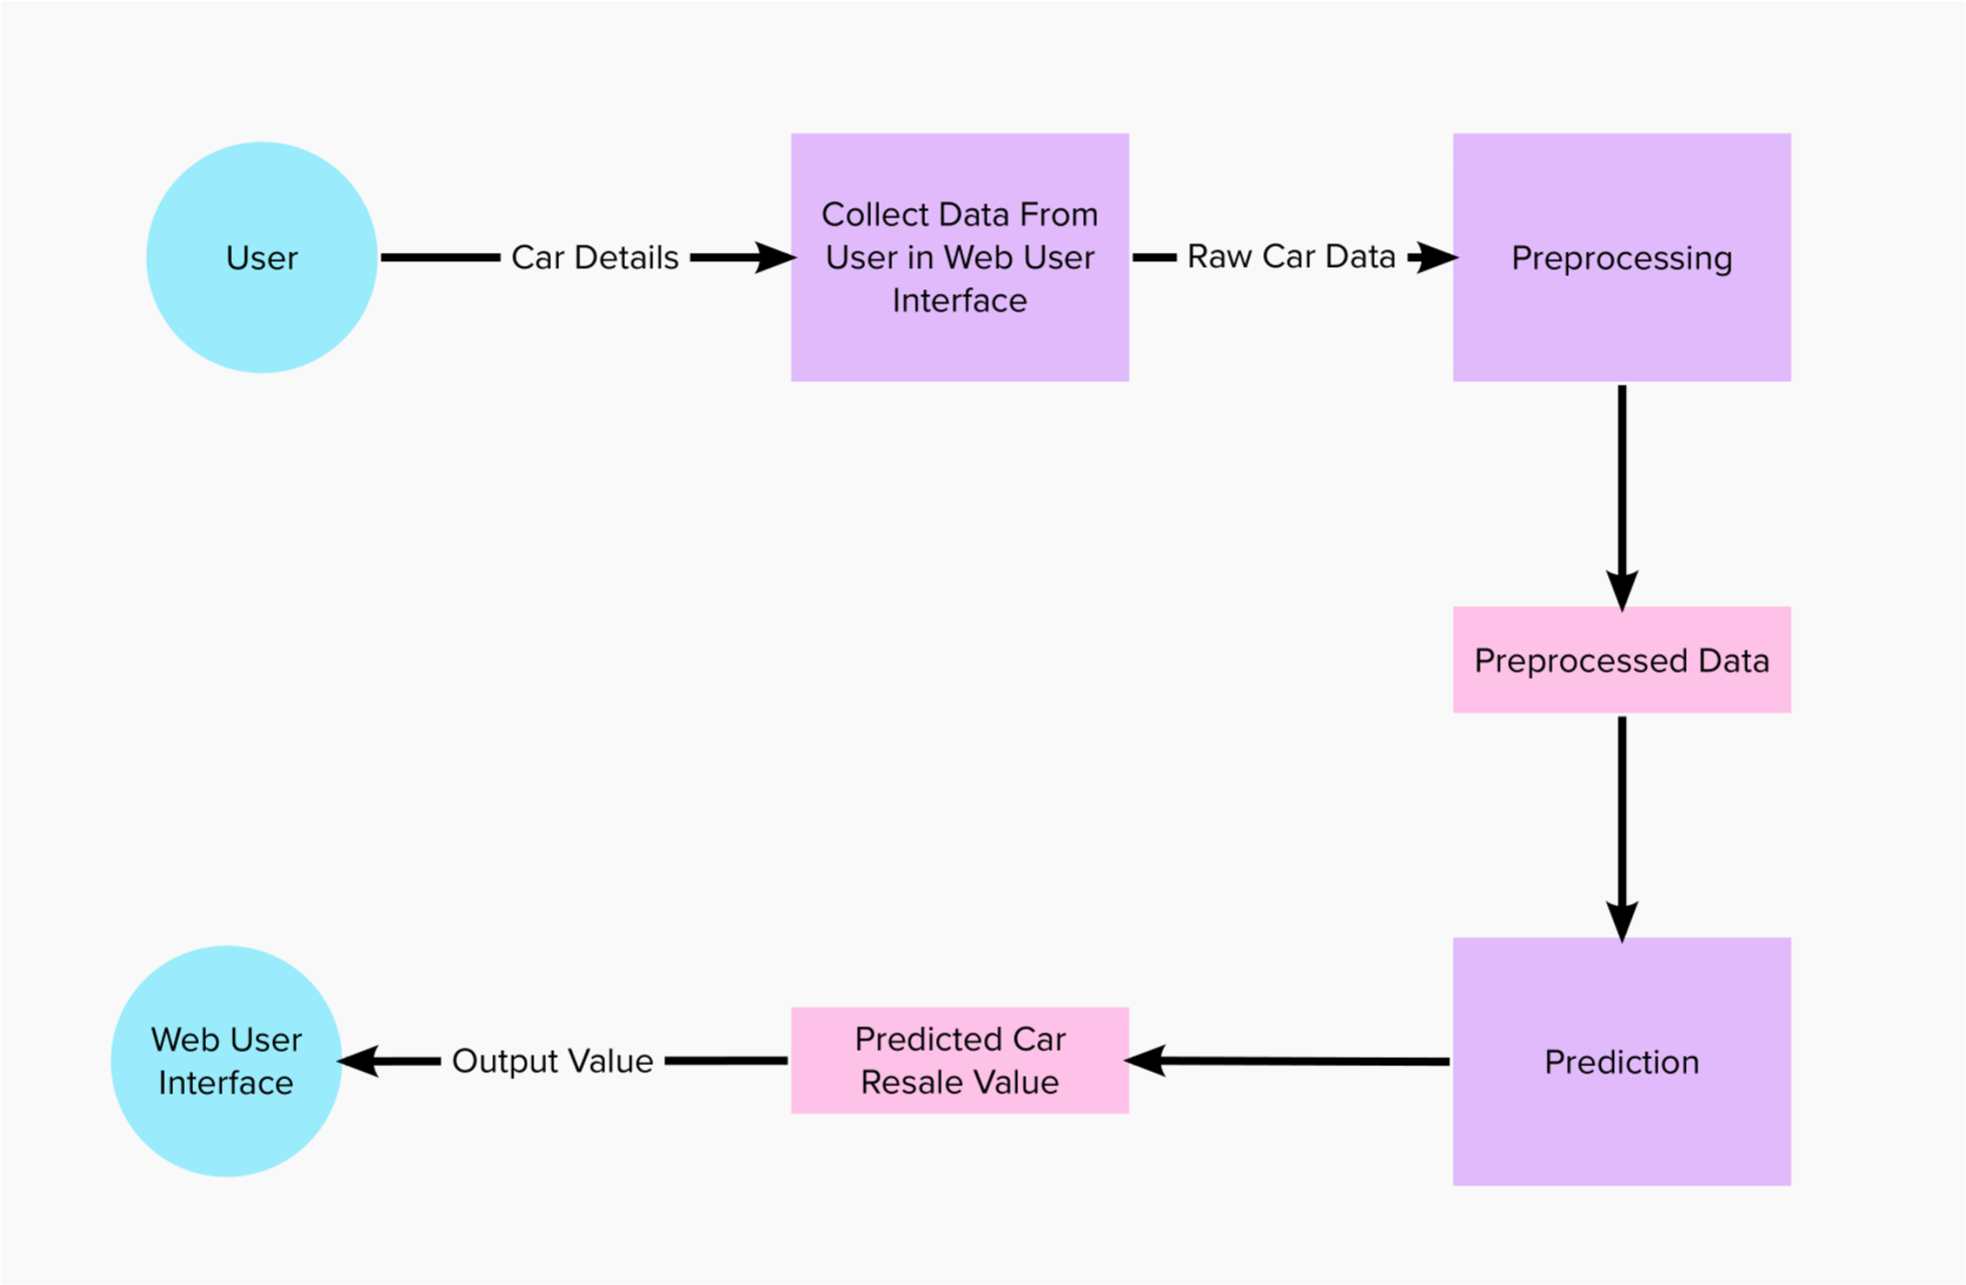 User
Car Details
Collect Data From
User in Web User
Interface
Raw Car Data
Preprocessing
Preprocessed Data
Prediction
Predicted Car
Resale Value
Output Value
Web User
Interface